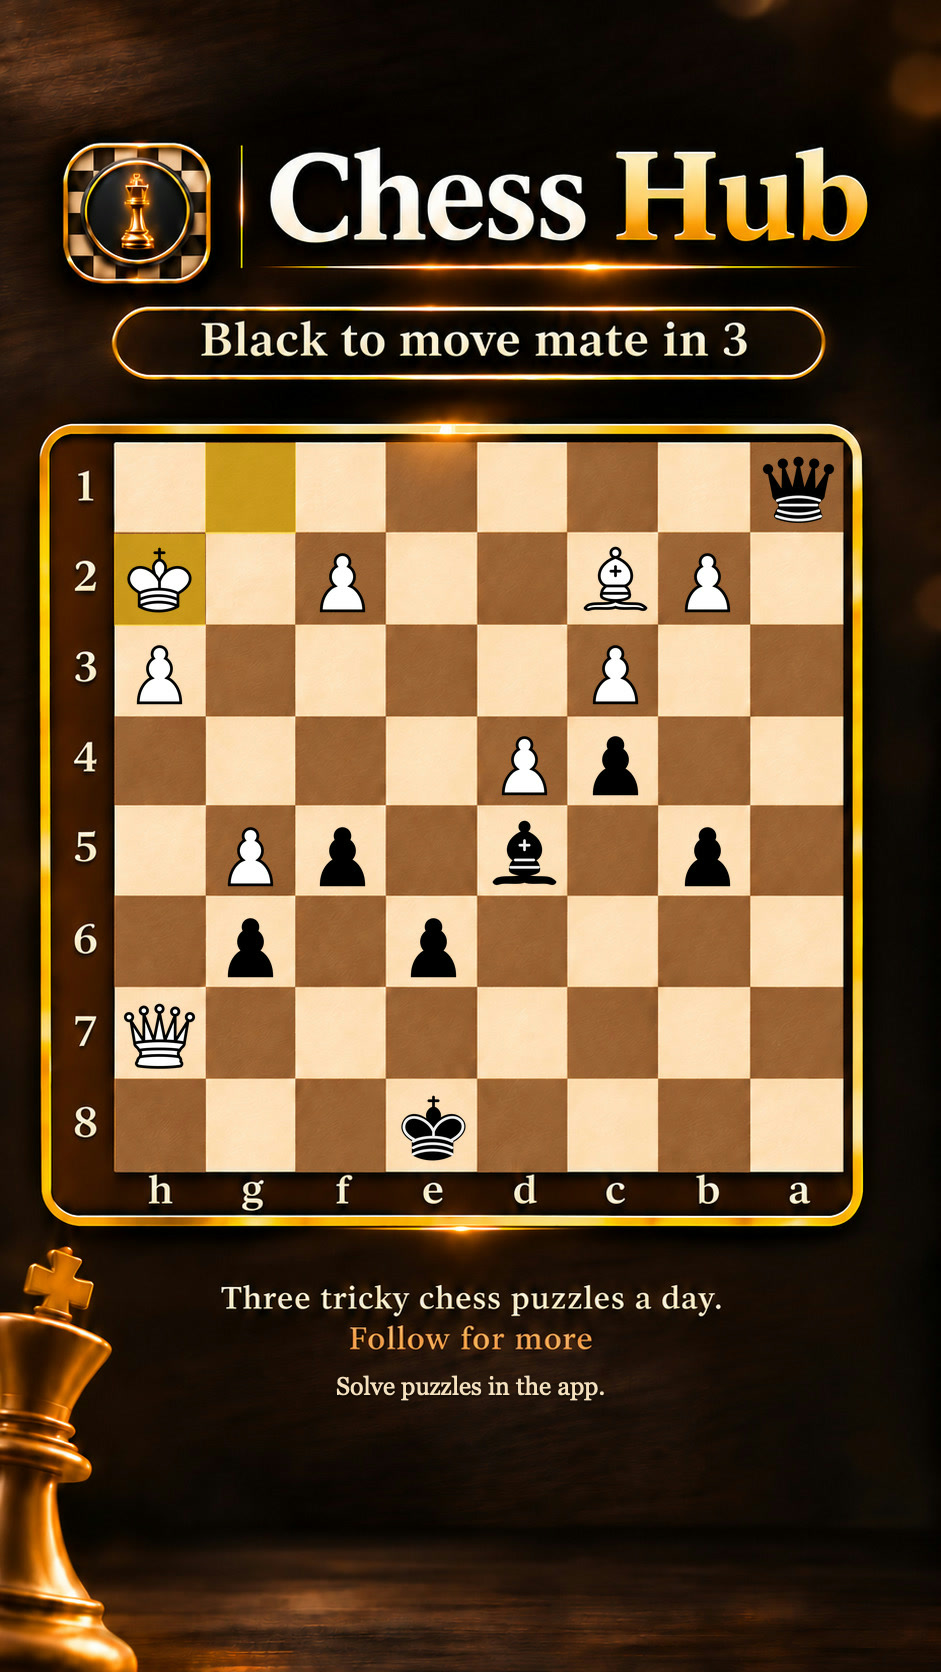 Chess Hub
Black to move mate in 3
1
2
3
4
5
6
7
8
h g f e d c b a
Three tricky chess puzzles a day.
Follow for more
Solve puzzles in the app.